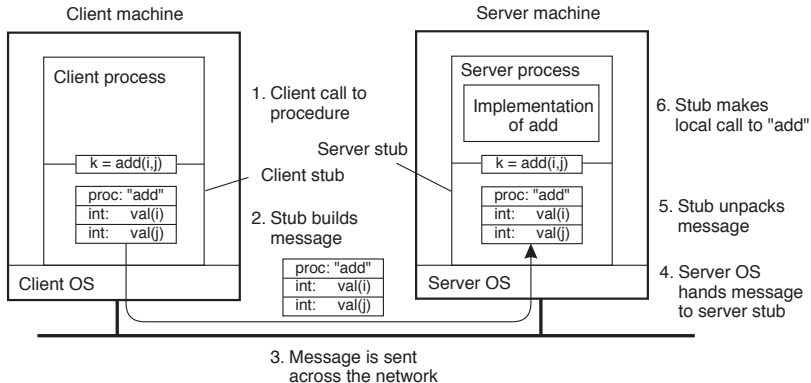 Client machine
Server machine
Client process
1. Client call to
procedure
Server process
Implementation
of add
6. Stub makes
local call to "add"
Server stub
k = add(i,j)
k = add(i,j)
Client stub
proc: "add"
int: val(i)
int: val(j)
2. Stub builds
message
proc: "add"
int: val(i)
int: val(j)
5. Stub unpacks
message
proc: "add"
int: val(i)
int: val(j)
Client OS
Server OS
4. Server OS
hands message
to server stub
3. Message is sent
across the network